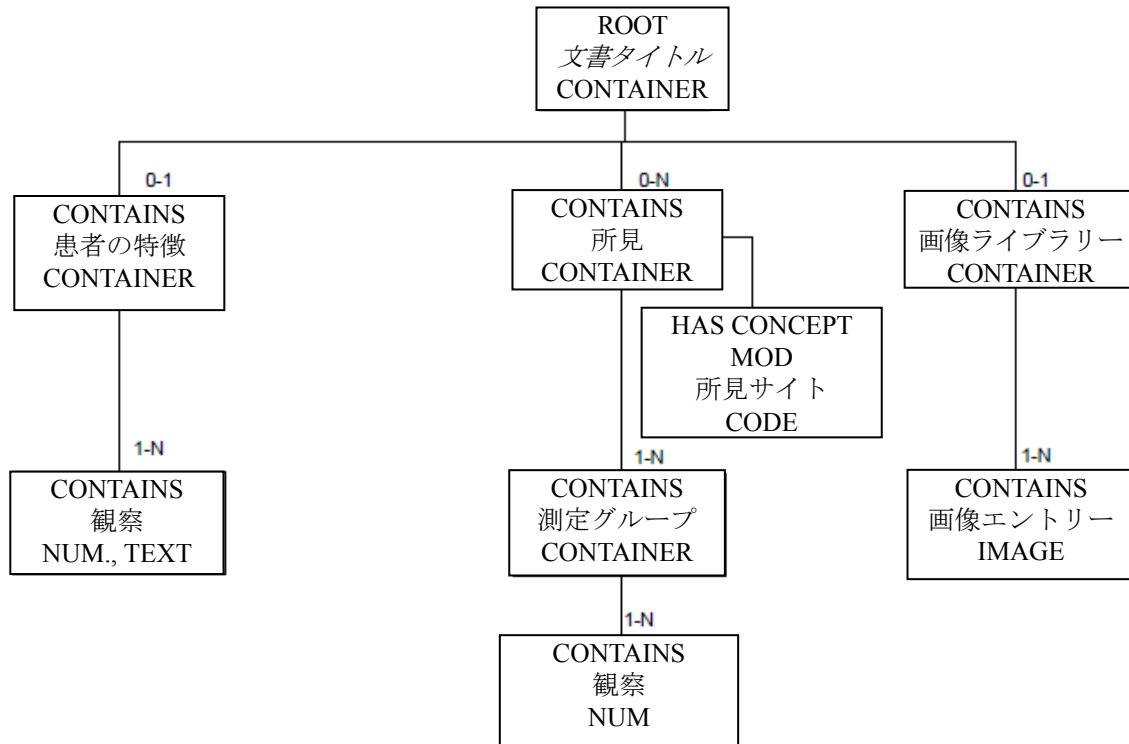 ROOT
文書タイトル
CONTAINER
0-1
CONTAINS
患者の特徴
CONTAINER
0-N
CONTAINS
所見
CONTAINER
0-1
CONTAINS
画像ライブラリー
CONTAINER
HAS CONCEPT
MOD
所見サイト
CODE
1-N
CONTAINS
観察
NUM., TEXT
1-N
CONTAINS
測定グループ
CONTAINER
1-N
CONTAINS
画像エントリー
IMAGE
1-N
CONTAINS
観察
NUM